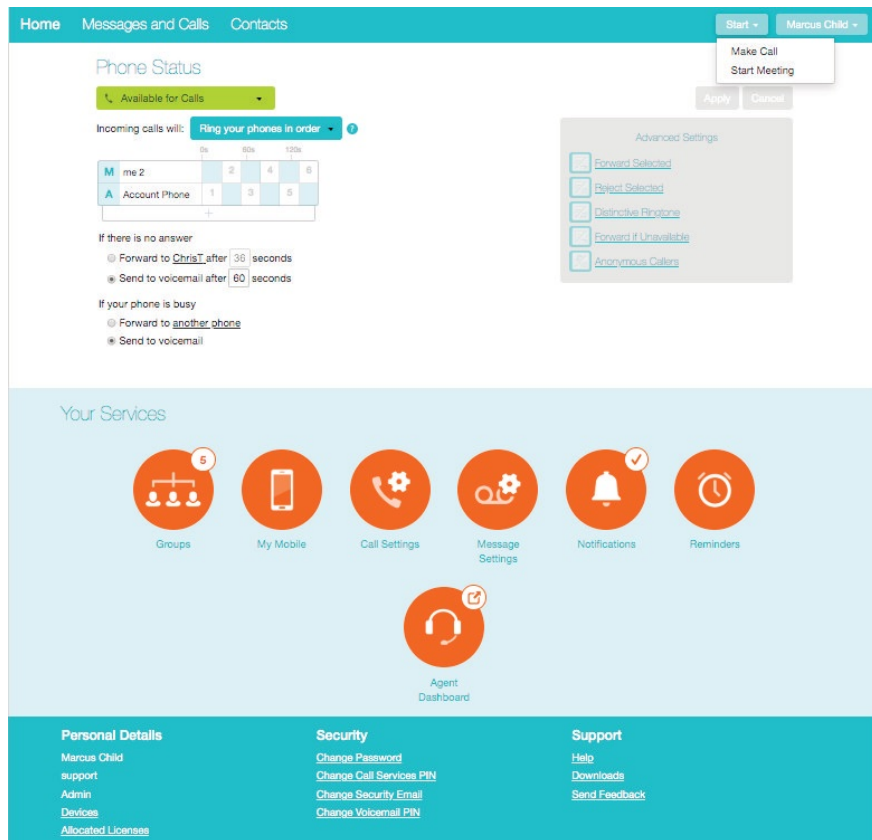 Home Messages and Calls Contacts Start Marcus Child
Make Call
Start Meeting
Phone Status
Available for Calls
Apply Cancel
Incoming calls will: Ring your phones in order ?
0s 60s 120s
M me 2 2 4 6
A Account Phone 1 3 5
+
If there is no answer
Forward to ChrisT after 36 seconds
Send to voicemail after 60 seconds
If your phone is busy
Forward to another phone
Send to voicemail
Advanced Settings
Forward Selected
Reject Selected
Distinctive Ringtone
Forward if Unavailable
Anonymous Callers
Your Services
5
Groups
My Mobile
Call Settings
Message
Settings
Notifications
Reminders
Agent
Dashboard
Personal Details
Marcus Child
support
Admin
Devices
Allocated Licenses
Security
Change Password
Change Call Services PIN
Change Security Email
Change Voicemail PIN
Support
Help
Downloads
Send Feedback